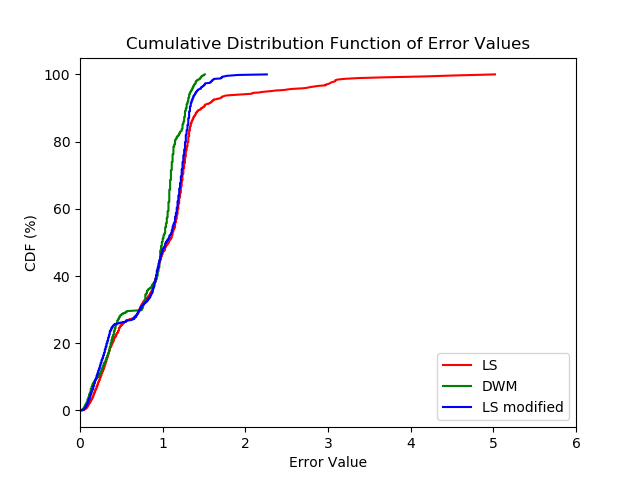 Cumulative Distribution Function of Error Values
100
80
60
40
20
0
CDF (%)
0 1 2 3 4 5 6
Error Value
LS
DWM
LS modified